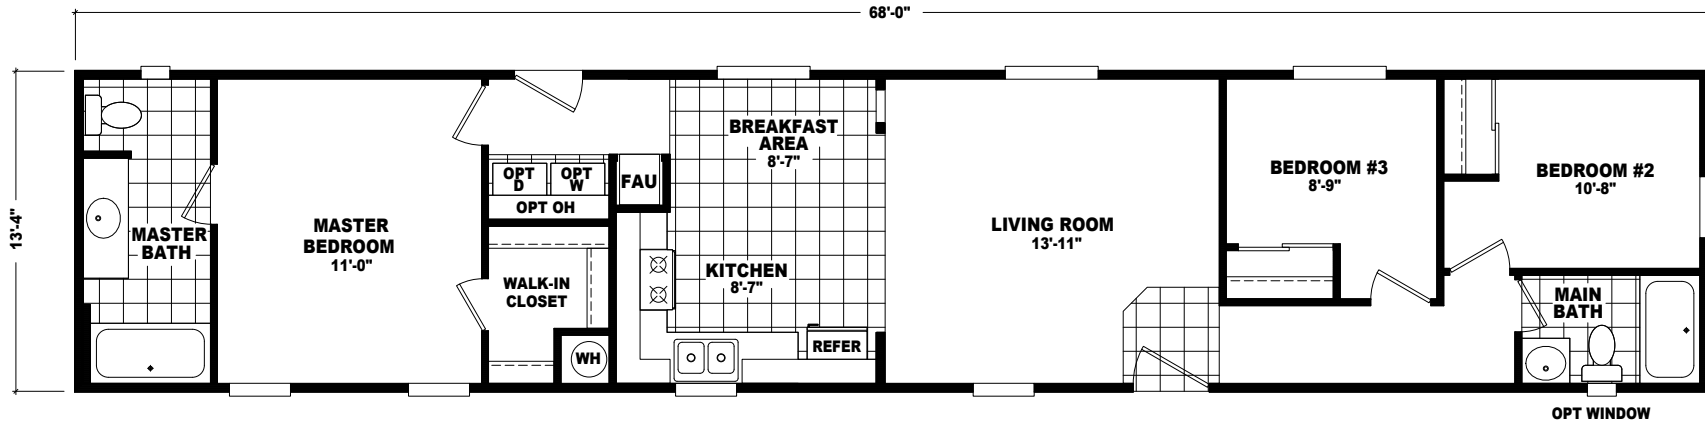 68'-0"
13'-4"
MASTER
BATH
MASTER
BEDROOM
11'-0"
OPT
D
OPT
W
OPT OH
FAU
WALK-IN
CLOSET
WH
BREAKFAST
AREA
8'-7"
KITCHEN
8'-7"
REFER
LIVING ROOM
13'-11"
BEDROOM #3
8'-9"
BEDROOM #2
10'-8"
MAIN
BATH
OPT WINDOW